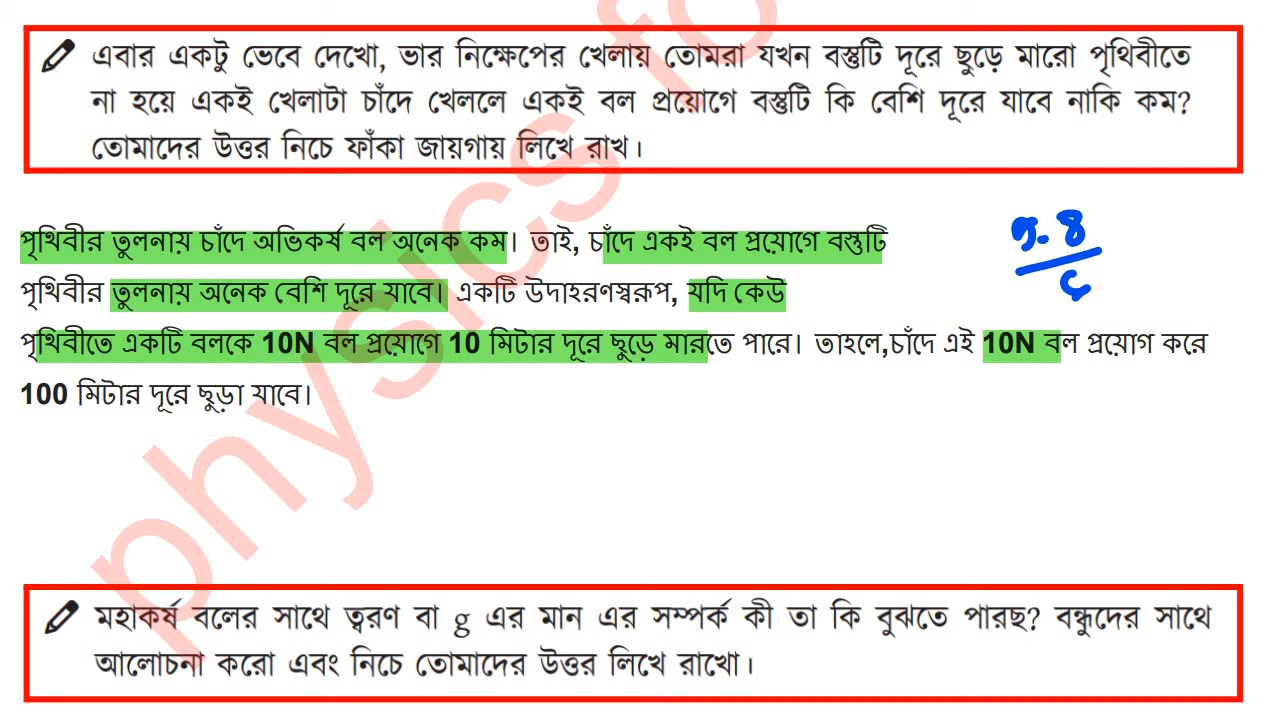 এবার একটু ভেবে দেখো, ভার নিক্ষেপের খেলায় তোমরা যখন বস্তুটি দূরে ছুড়ে মারো পৃথিবীতে
না হয়ে একই খেলাটা চাঁদে খেললে একই বল প্রয়োগে বস্তুটি কি বেশি দূরে যাবে নাকি কম?
তোমাদের উত্তর নিচে ফাঁকা জায়গায় লিখে রাখ।
পৃথিবীর তুলনায় চাঁদে অভিকর্ষ বল অনেক কম। তাই, চাঁদে একই বল প্রয়োগে বস্তুটি
পৃথিবীর তুলনায় অনেক বেশি দূরে যাবে। একটি উদাহরণস্বরূপ, যদি কেউ
পৃথিবীতে একটি বলকে 10N বল প্রয়োগে 10 মিটার দূরে ছুড়ে মারতে পারে। তাহলে,চাঁদে এই 10N বল প্রয়োগ করে
100 মিটার দূরে ছুড়া যাবে।
মহাকর্ষ বলের সাথে ত্বরণ বা g এর মান এর সম্পর্ক কী তা কি বুঝতে পারছ? বন্ধুদের সাথে
আলোচনা করো এবং নিচে তোমাদের উত্তর লিখে রাখো।
physics fo